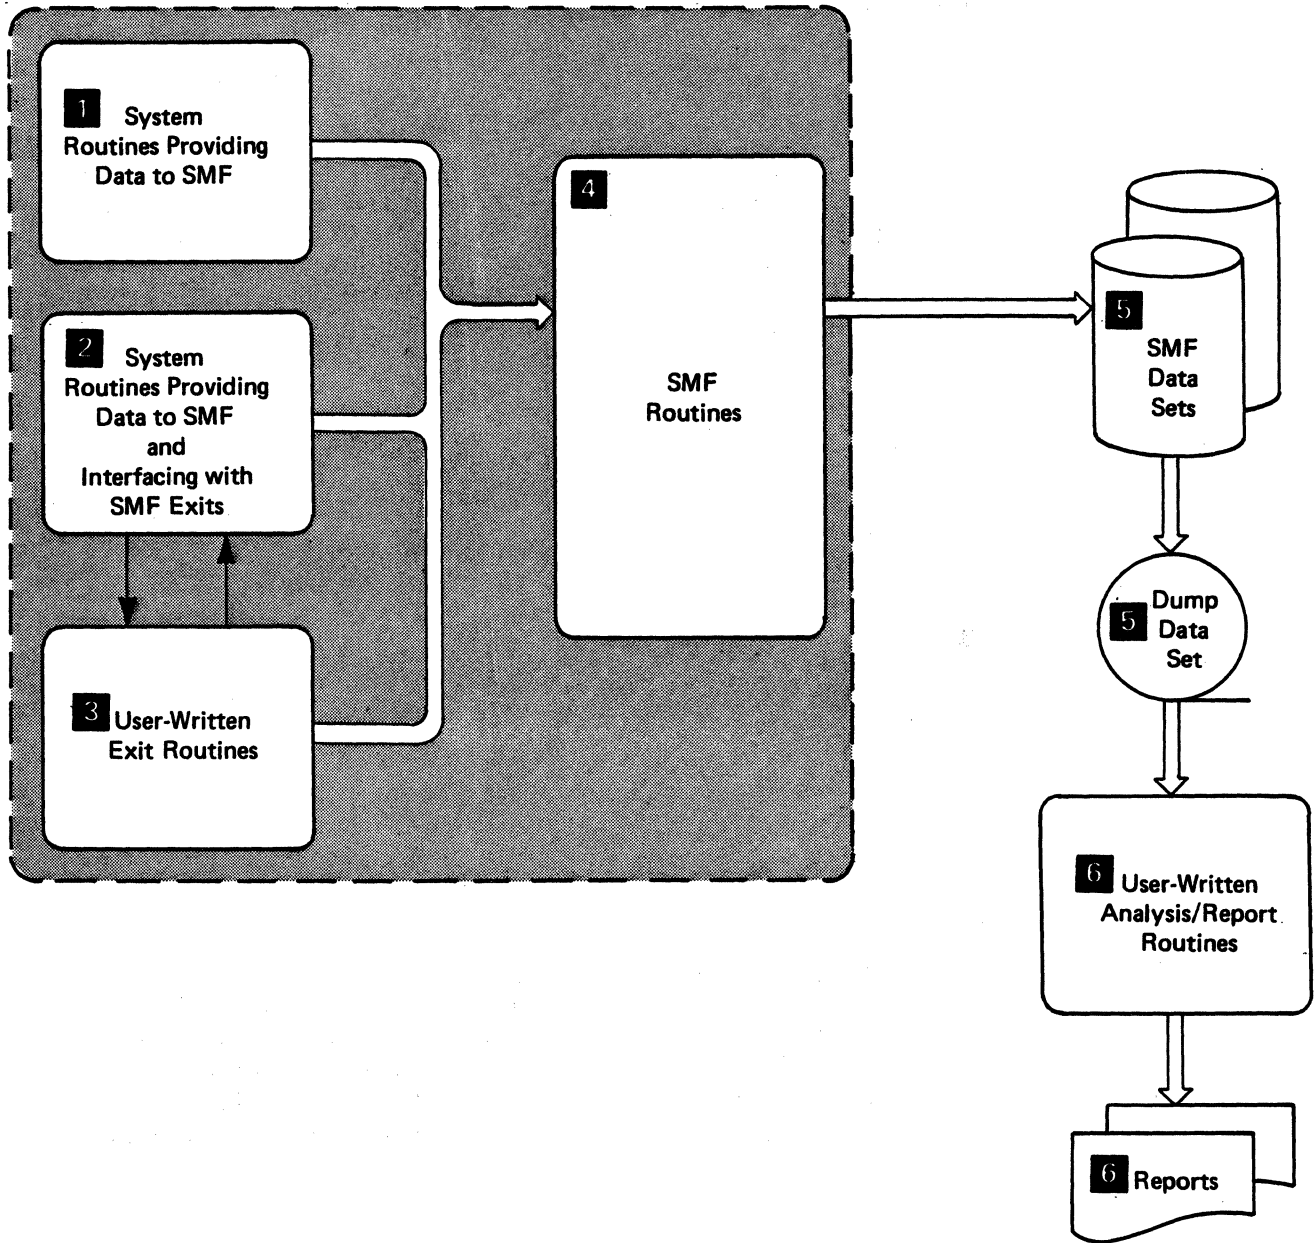 1 System
Routines Providing
Data to SMF
2 System
Routines Providing
Data to SMF
and
Interfacing with
SMF Exits
3 User-Written
Exit Routines
4
SMF
Routines
5
SMF
Data
Sets
5 Dump
Data
Set
6 User-Written
Analysis/Report
Routines
6 Reports